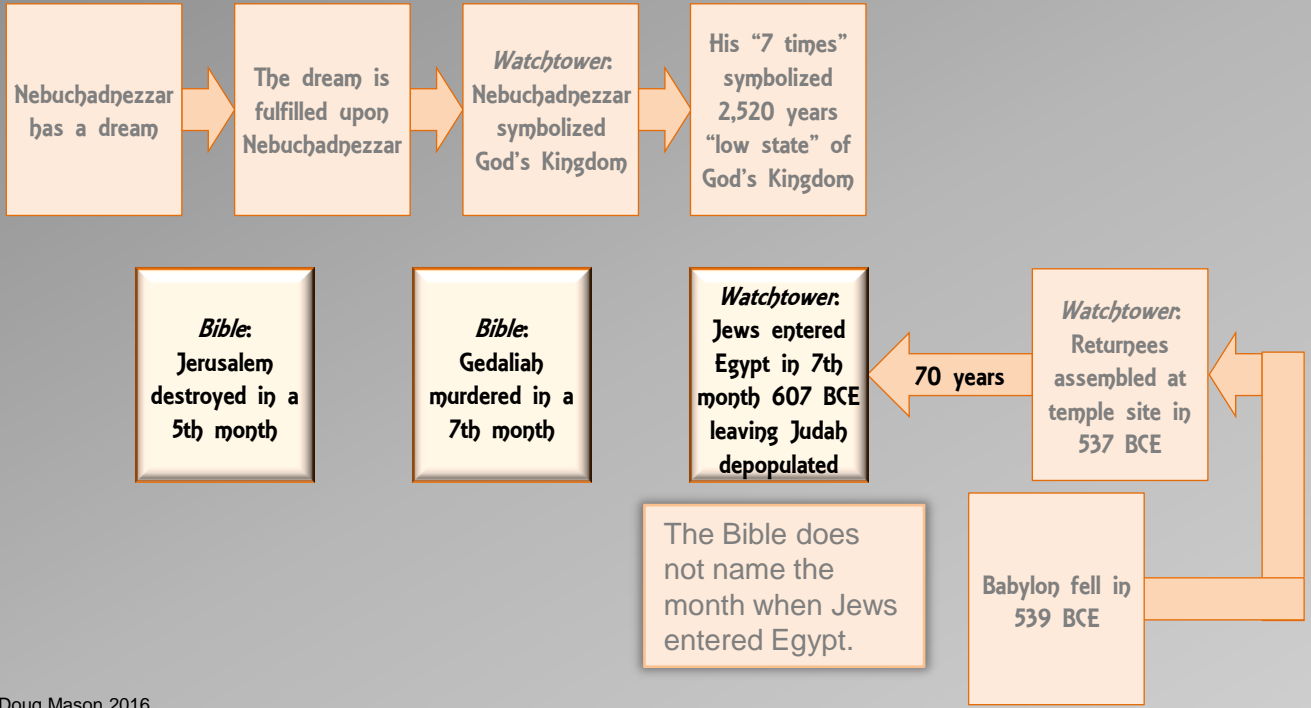 Nebuchadnezzar
has a dream
The dream is
fulfilled upon
Nebuchadnezzar
Watchtower:
Nebuchadnezzar
symbolized
God's Kingdom
His "7 times"
symbolized
2,520 years
"low state" of
God's Kingdom
Bible:
Jerusalem
destroyed in a
5th month
Bible:
Gedaliah
murdered in a
7th month
Watchtower:
Jews entered
Egypt in 7th
month 607 BCE
leaving Judah
depopulated
70 years
Watchtower:
Returnees
assembled at
temple site in
537 BCE
The Bible does
not name the
month when Jews
entered Egypt.
Babylon fell in
539 BCE
Doug Mason 2016